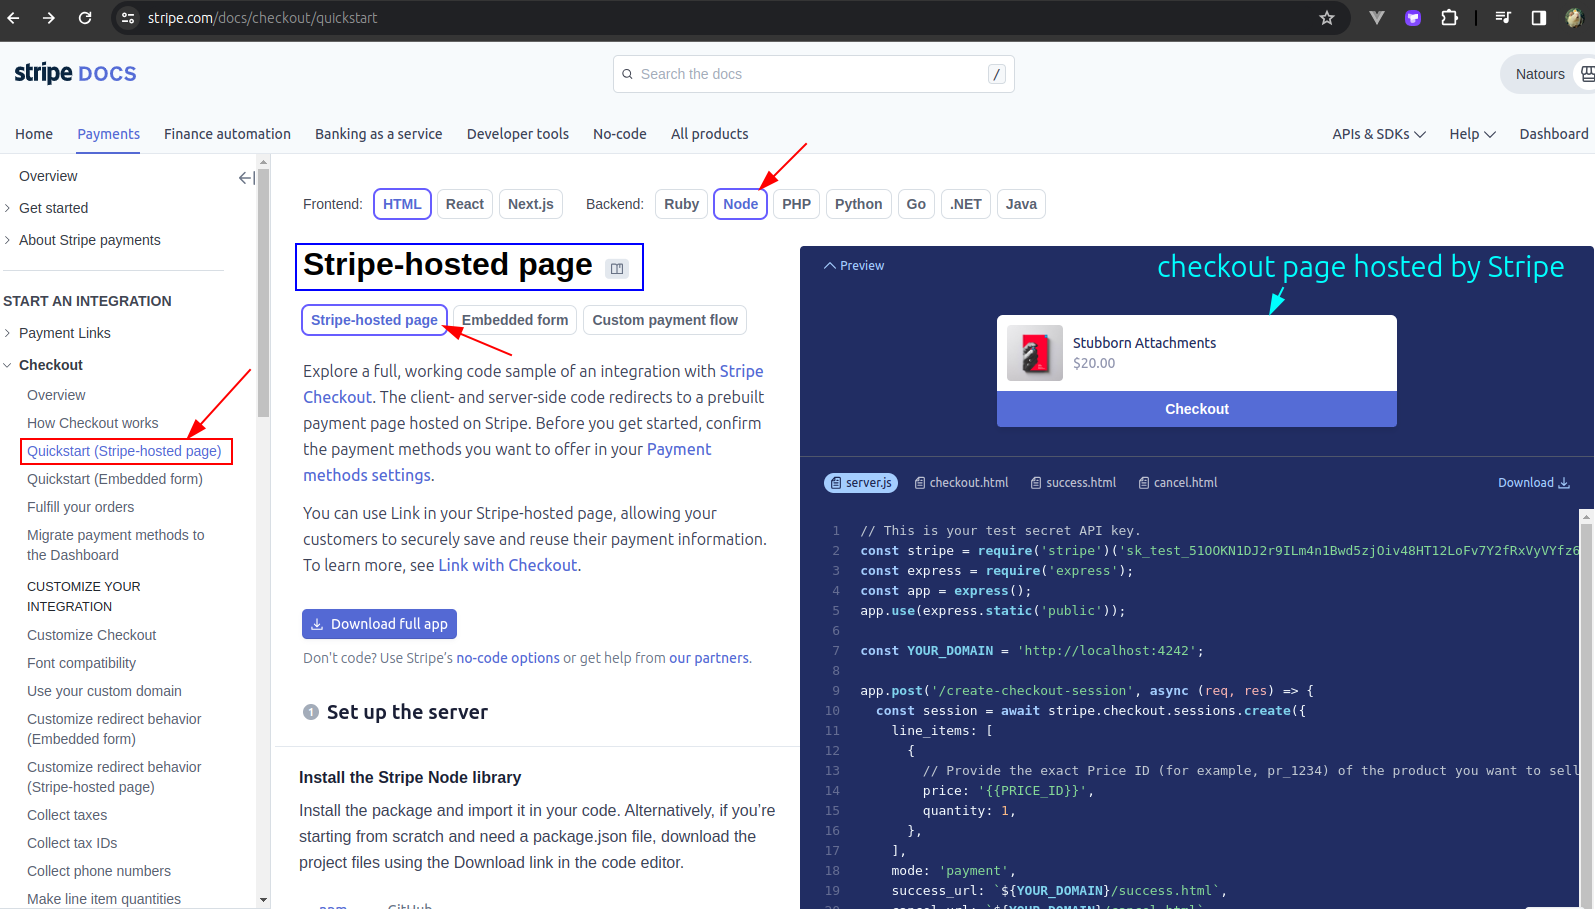 stripe.com/docs/checkout/quickstart
stripe DOCS
Search the docs
/
Natours
Home
Payments
Finance automation
Banking as a service
Developer tools
No-code
All products
APIs & SDKs
Help
Dashboard
Overview
Get started
About Stripe payments
START AN INTEGRATION
Payment Links
Checkout
Overview
How Checkout works
Quickstart (Stripe-hosted page)
Quickstart (Embedded form)
Fulfill your orders
Migrate payment methods to
the Dashboard
CUSTOMIZE YOUR
INTEGRATION
Customize Checkout
Font compatibility
Use your custom domain
Customize redirect behavior
(Embedded form)
Customize redirect behavior
(Stripe-hosted page)
Collect taxes
Collect tax IDs
Collect phone numbers
Make line item quantities
Frontend: HTML React Next.js Backend: Ruby Node PHP Python Go .NET Java
Stripe-hosted page
Stripe-hosted page
Embedded form
Custom payment flow
Explore a full, working code sample of an integration with Stripe
Checkout. The client- and server-side code redirects to a prebuilt
payment page hosted on Stripe. Before you get started, confirm
the payment methods you want to offer in your Payment
methods settings.
You can use Link in your Stripe-hosted page, allowing your
customers to securely save and reuse their payment information.
To learn more, see Link with Checkout.
Download full app
Don't code? Use Stripe's no-code options or get help from our partners.
1 Set up the server
Install the Stripe Node library
Install the package and import it in your code. Alternatively, if you're
starting from scratch and need a package.json file, download the
project files using the Download link in the code editor.
npm
GitHub
Preview
checkout page hosted by Stripe
Stubborn Attachments
$20.00
Checkout
server.js
checkout.html
success.html
cancel.html
Download
1 // This is your test secret API key.
2 const stripe = require('stripe')('sk_test_51OOKN1DJ2r9ILm4n1Bwd5zjOiv48HT12LoFv7Y2fRxVyVYfz6
3 const express = require('express');
4 const app = express();
5 app.use(express.static('public'));
6
7 const YOUR_DOMAIN = 'http://localhost:4242';
8
9 app.post('/create-checkout-session', async (req, res) => {
10 const session = await stripe.checkout.sessions.create({
11 line_items: [
12 {
13 // Provide the exact Price ID (for example, pr_1234) of the product you want to sell
14 price: '{{PRICE_ID}}',
15 quantity: 1,
16 },
17 ],
18 mode: 'payment',
19 success_url: `${YOUR_DOMAIN}/success.html`,
20 cancel_url: `${YOUR_DOMAIN}/cancel.html`